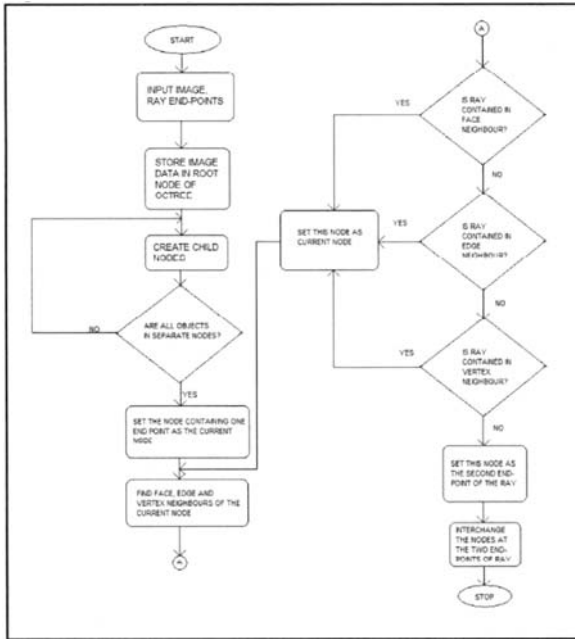 START
INPUT IMAGE,
RAY END-POINTS
STORE IMAGE
DATA IN ROOT
NODE OF
OCTREE
CREATE CHILD
NODES
ARE ALL OBJECTS
IN SEPARATE NODES?
NO
YES
SET THE NODE CONTAINING ONE
END POINT AS THE CURRENT
NODE
FIND FACE, EDGE AND
VERTEX NEIGHBOURS OF THE
CURRENT NODE
A
A
IS RAY
CONTAINED IN
FACE
NEIGHBOUR?
YES
NO
SET THIS NODE AS
CURRENT NODE
IS RAY
CONTAINED IN
EDGE
NEIGHBOUR?
YES
NO
IS RAY
CONTAINED IN
VERTEX
NEIGHBOUR?
YES
NO
SET THIS NODE AS
THE SECOND END-
POINT OF THE RAY
INTERCHANGE
THE NODES AT
THE TWO END-
POINTS OF RAY
STOP